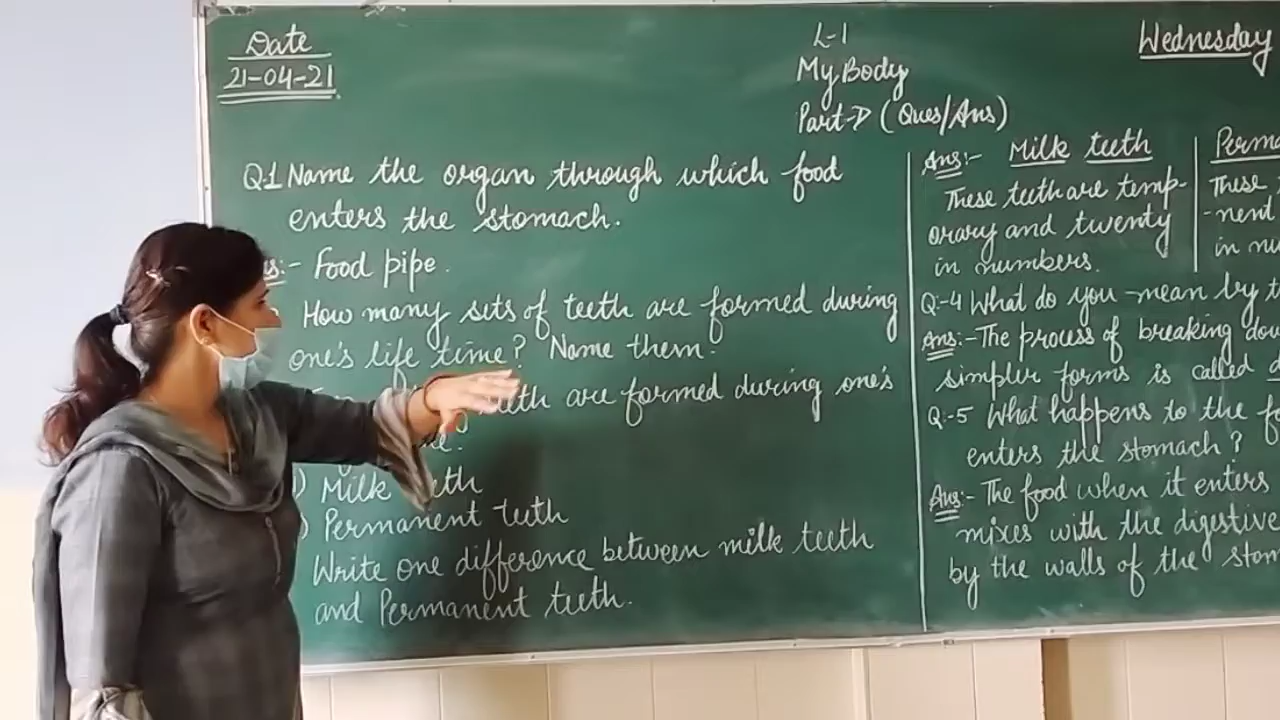 Date
21-04-21
L-1
My Body
Part-D (Ques/Ans)
Wednesday
Q.1 Name the organ through which food
enters the stomach.
:- Food pipe.
How many sets of teeth are formed during
one's life time? Name them.
teeth are formed during one's
Milk teeth
Permanent teeth
Write one difference between milk teeth
and Permanent teeth.
Ans:- Milk teeth
These teeth are temp-
orary and twenty
in numbers.
These
-nent
in
Q:-4 What do you mean by
Ans:- The process of breaking
simpler forms is called
Q:-5 What happens to the
enters the stomach?
Ans:- The food when it enters
mixes with the digestive
by the walls of the